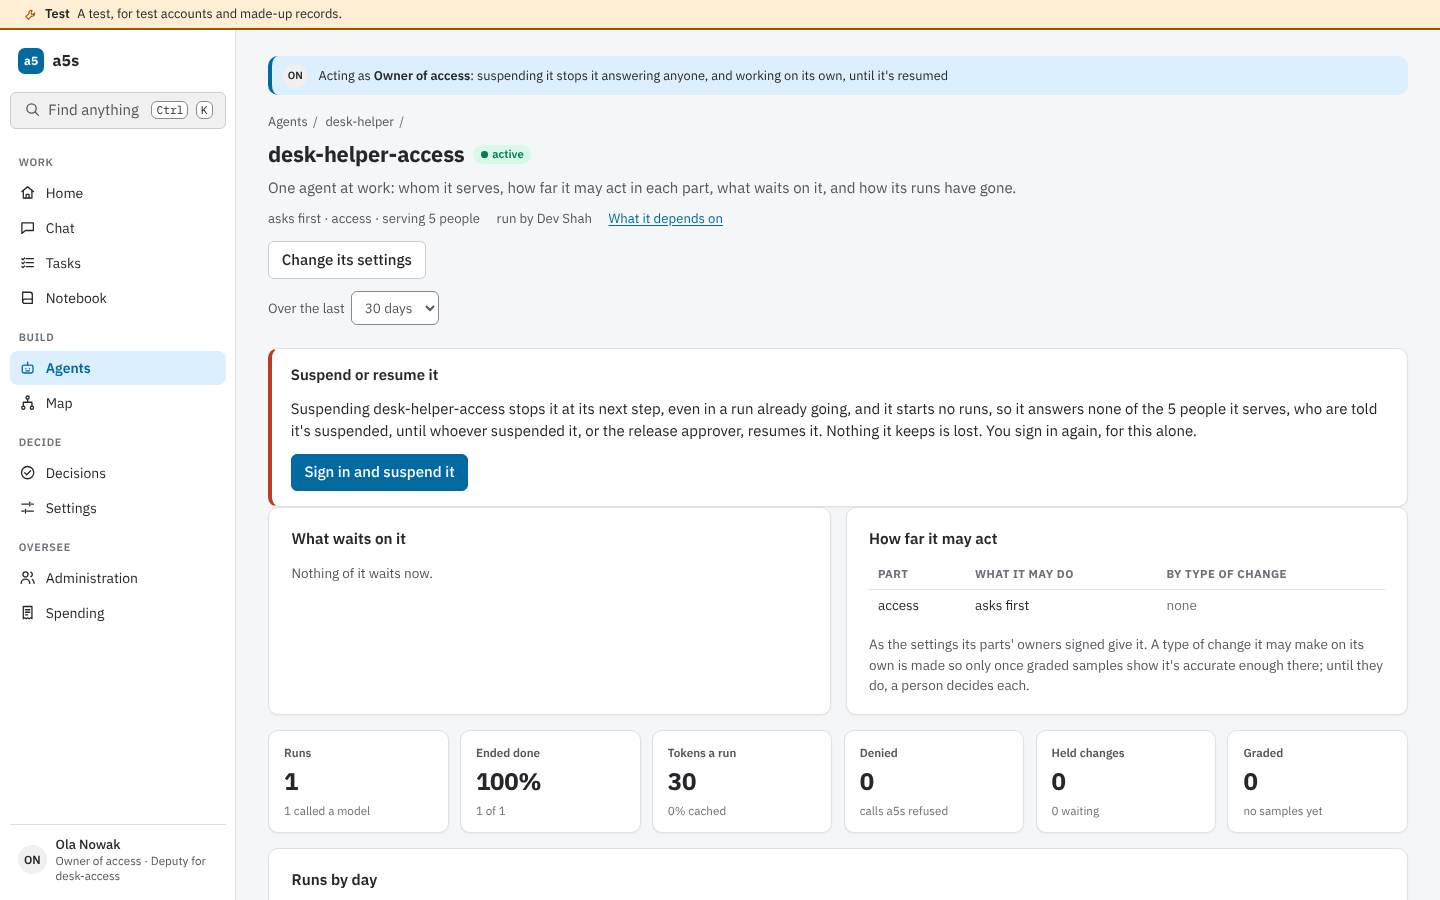 Test A test, for test accounts and made-up records.
a5 a5s
Find anything Ctrl K
WORK
Home
Chat
Tasks
Notebook
BUILD
Agents
Map
DECIDE
Decisions
Settings
OVERSEE
Administration
Spending
ON Ola Nowak
Owner of access · Deputy for
desk-access
ON Acting as Owner of access: suspending it stops it answering anyone, and working on its own, until it's resumed
Agents / desk-helper /
desk-helper-access active
One agent at work: whom it serves, how far it may act in each part, what waits on it, and how its runs have gone.
asks first · access · serving 5 people run by Dev Shah What it depends on
Change its settings
Over the last 30 days
Suspend or resume it
Suspending desk-helper-access stops it at its next step, even in a run already going, and it starts no runs, so it answers none of the 5 people it serves, who are told
it's suspended, until whoever suspended it, or the release approver, resumes it. Nothing it keeps is lost. You sign in again, for this alone.
Sign in and suspend it
What waits on it
Nothing of it waits now.
How far it may act
PART WHAT IT MAY DO BY TYPE OF CHANGE
access asks first none
As the settings its parts' owners signed give it. A type of change it may make on its
own is made so only once graded samples show it's accurate enough there; until they
do, a person decides each.
Runs
1
1 called a model
Ended done
100%
1 of 1
Tokens a run
30
0% cached
Denied
0
calls a5s refused
Held changes
0
0 waiting
Graded
0
no samples yet
Runs by day